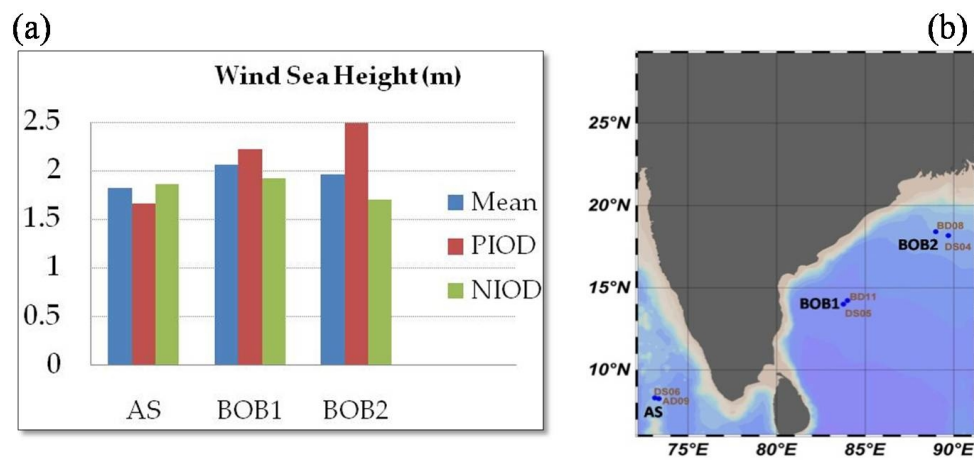 (a)
(b)
Wind Sea Height (m)
2.5
2
1.5
1
0.5
0
Mean
PIOD
NIOD
AS BOB1 BOB2
25°N
20°N
15°N
10°N
BD08
BOB2
DS04
BD11
BOB1
DS05
DS06
AD09
AS
75°E 80°E 85°E 90°E